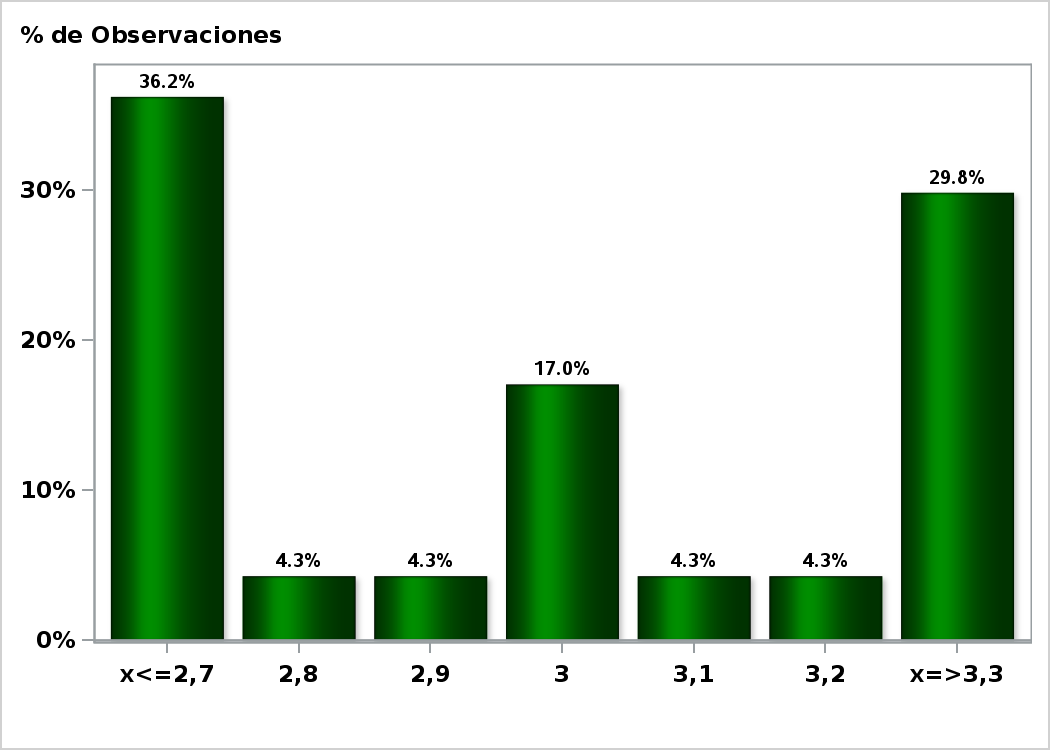 % de Observaciones
36.2%
29.8%
30%
20%
17.0%
10%
4.3% 4.3% 4.3% 4.3%
0%
x<=2,7 2,8 2,9 3 3,1 3,2 x=>3,3